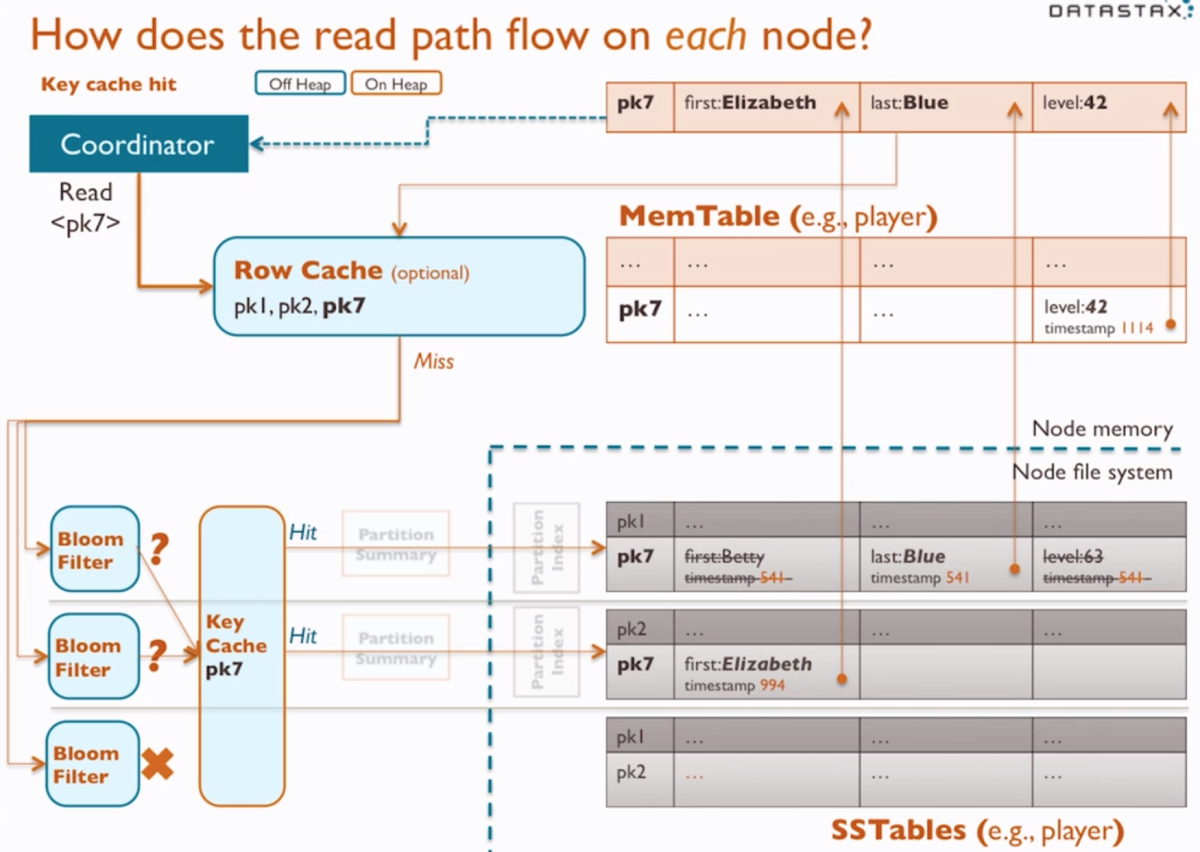 DATASTAX
How does the read path flow on each node?
Key cache hit
Off Heap
On Heap
pk7
first:Elizabeth
last:Blue
level:42
Coordinator
Read
<pk7>
MemTable (e.g., player)
Row Cache (optional)
pk1, pk2, pk7
... ... ... ...
pk7 ... ... level:42
timestamp 1114
Miss
Node memory
Node file system
Bloom
Filter
?
Hit
Partition
Summary
Partition
Index
pk1 ... ... ...
pk7 first:Betty last:Blue level:63
timestamp 541 timestamp 541 timestamp 541
Bloom
Filter
?
Key
Cache
pk7
Hit
Partition
Summary
Partition
Index
pk2 ... ... ...
pk7 first:Elizabeth
timestamp 994
Bloom
Filter
pk1 ... ... ...
pk2 ... ... ...
SSTables (e.g., player)